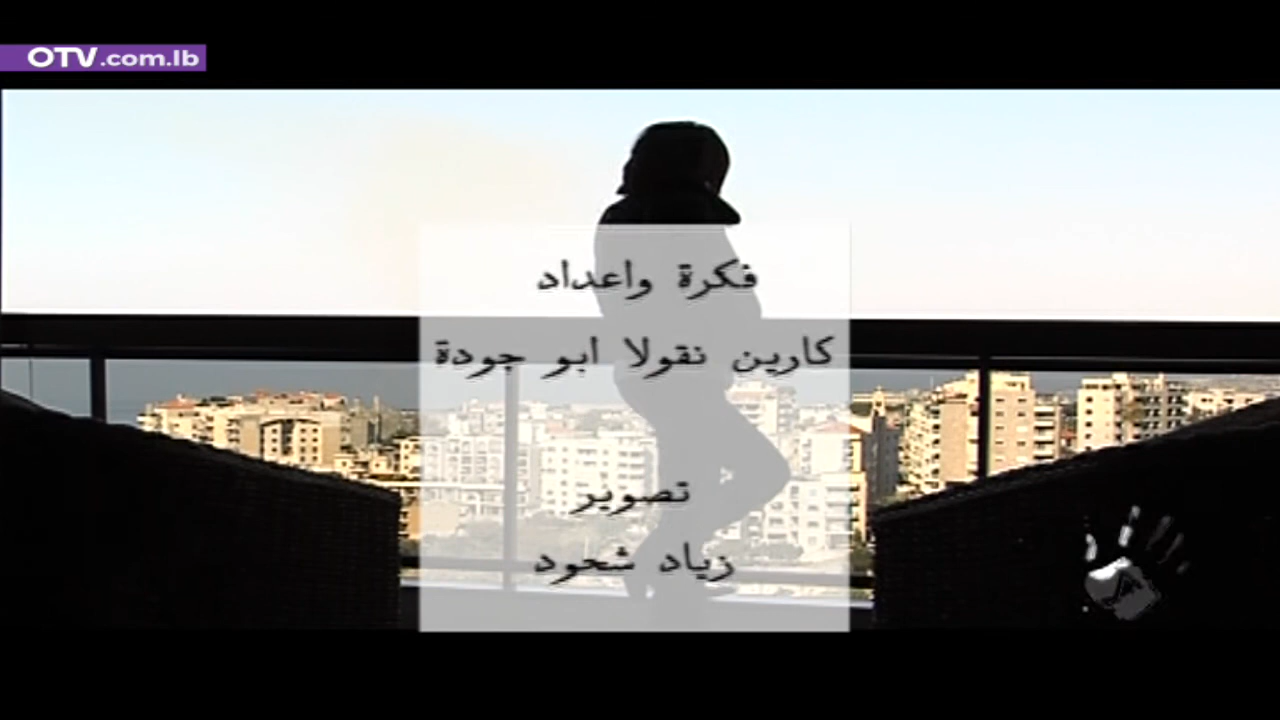 OTV.com.lb
فكرة واعداد
كارين نقولا ابو جودة
تصوير
زياد شحود